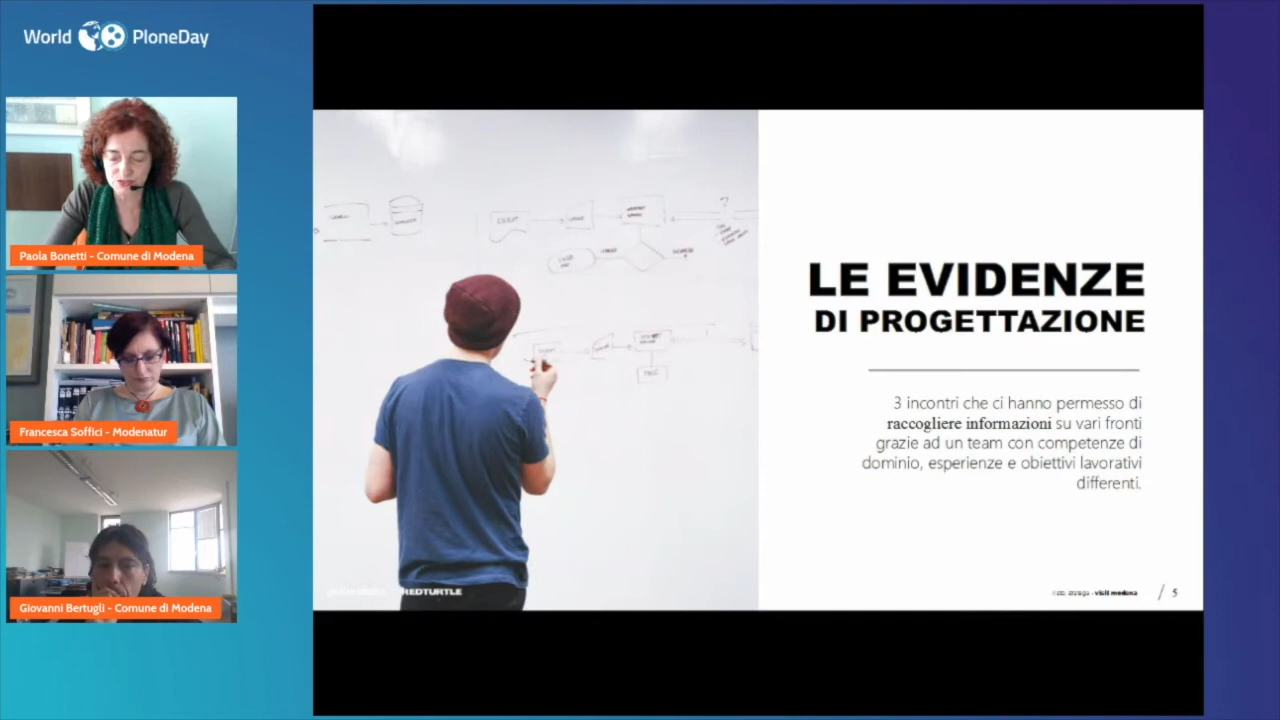 World PloneDay
Paola Bonetti - Comune di Modena
Francesca Soffici - Modenatur
Giovanni Bertugli - Comune di Modena
LE EVIDENZE
DI PROGETTAZIONE
3 incontri che ci hanno permesso di
raccogliere informazioni su vari fronti
grazie ad un team con competenze di
dominio, esperienze e obiettivi lavorativi
differenti.
REDTURTLE
visit modena
/ 5